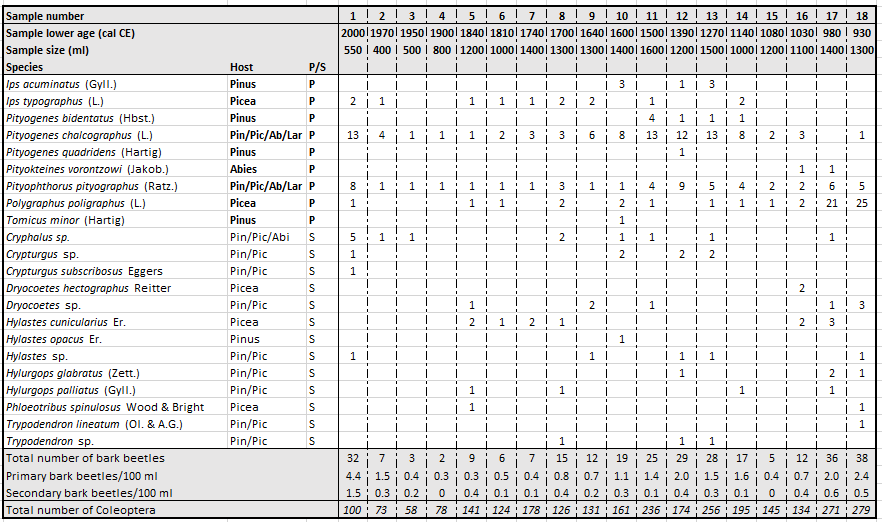 Sample number 1 2 3 4 5 6 7 8 9 10 11 12 13 14 15 16 17 18
Sample lower age (cal CE) 2000 1970 1950 1900 1840 1810 1740 1700 1640 1600 1500 1390 1270 1140 1080 1030 980 930
Sample size (ml) 550 400 500 800 1200 1000 1400 1300 1300 1400 1600 1200 1500 1000 1200 1100 1400 1300
Species Host P/S
Ips acuminatus (Gyll.) Pinus P 3 1 3
Ips typographus (L.) Picea P 2 1 1 1 1 2 2 1 2
Pityogenes bidentatus (Hbst.) Pinus P 4 1 1 1
Pityogenes chalcographus (L.) Pin/Pic/Ab/Lar P 13 4 1 1 1 2 3 3 6 8 13 12 13 8 2 3 1
Pityogenes quadridens (Hartig) Pinus P 1
Pityokteines vorontzowi (Jakob.) Abies P 1 1
Pityophthorus pityographus (Ratz.) Pin/Pic/Ab/Lar P 8 1 1 1 1 1 1 3 1 1 4 9 5 4 2 2 6 5
Polygraphus poligraphus (L.) Picea P 1 1 1 2 2 1 1 1 1 2 21 25
Tomicus minor (Hartig) Pinus P 1
Cryphalus sp. Pin/Pic/Abi S 5 1 1 2 1 1 1 1
Crypturgus sp. Pin/Pic S 1 2 2 2
Crypturgus subscribosus Eggers Pin/Pic S 1
Dryocoetes hectographus Reitter Picea S 2
Dryocoetes sp. Pin/Pic S 1 2 1 1 3
Hylastes cunicularius Er. Picea S 2 1 2 1 2 3
Hylastes opacus Er. Pinus S 1
Hylastes sp. Pin/Pic S 1 1 1 1 1
Hylurgops glabratus (Zett.) Pin/Pic S 1 2 1
Hylurgops palliatus (Gyll.) Pin/Pic S 1 1 1 1
Phloeotribus spinulosus Wood & Bright Picea S 1 1
Trypodendron lineatum (Ol. & A.G.) Pin/Pic S 1
Trypodendron sp. Pin/Pic S 1 1 1
Total number of bark beetles 32 7 3 2 9 6 7 15 12 19 25 29 28 17 5 12 36 38
Primary bark beetles/100 ml 4.4 1.5 0.4 0.3 0.3 0.5 0.4 0.8 0.7 1.1 1.4 2.0 1.5 1.6 0.4 0.7 2.0 2.4
Secondary bark beetles/100 ml 1.5 0.3 0.2 0 0.4 0.1 0.1 0.4 0.2 0.3 0.1 0.4 0.3 0.1 0 0.4 0.6 0.5
Total number of Coleoptera 100 73 58 78 141 124 178 126 131 161 236 174 256 195 145 134 271 279